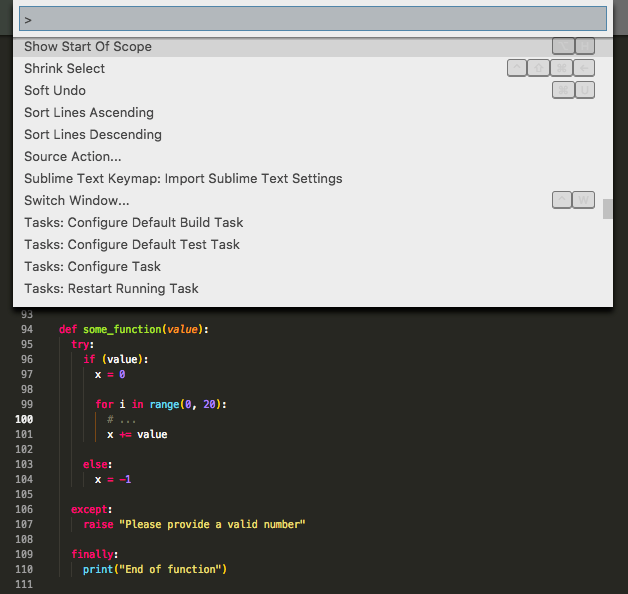 >
Show Start Of Scope
Shrink Select ^ ⇧ ⌘ ←
Soft Undo ⌘ U
Sort Lines Ascending
Sort Lines Descending
Source Action...
Sublime Text Keymap: Import Sublime Text Settings
Switch Window... ^ W
Tasks: Configure Default Build Task
Tasks: Configure Default Test Task
Tasks: Configure Task
Tasks: Restart Running Task
93
94 def some_function(value):
95 try:
96 if (value):
97 x = 0
98
99 for i in range(0, 20):
100 # ...
101 x += value
102
103 else:
104 x = -1
105
106 except:
107 raise "Please provide a valid number"
108
109 finally:
110 print("End of function")
111